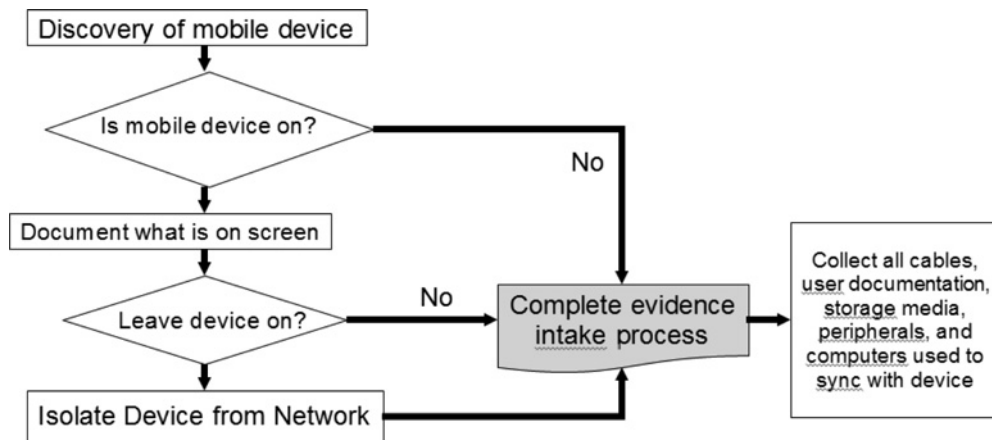 Discovery of mobile device
Is mobile device on?
No
Document what is on screen
Leave device on?
No
Complete evidence
intake process
Collect all cables,
user documentation,
storage media,
peripherals, and
computers used to
sync with device
Isolate Device from Network